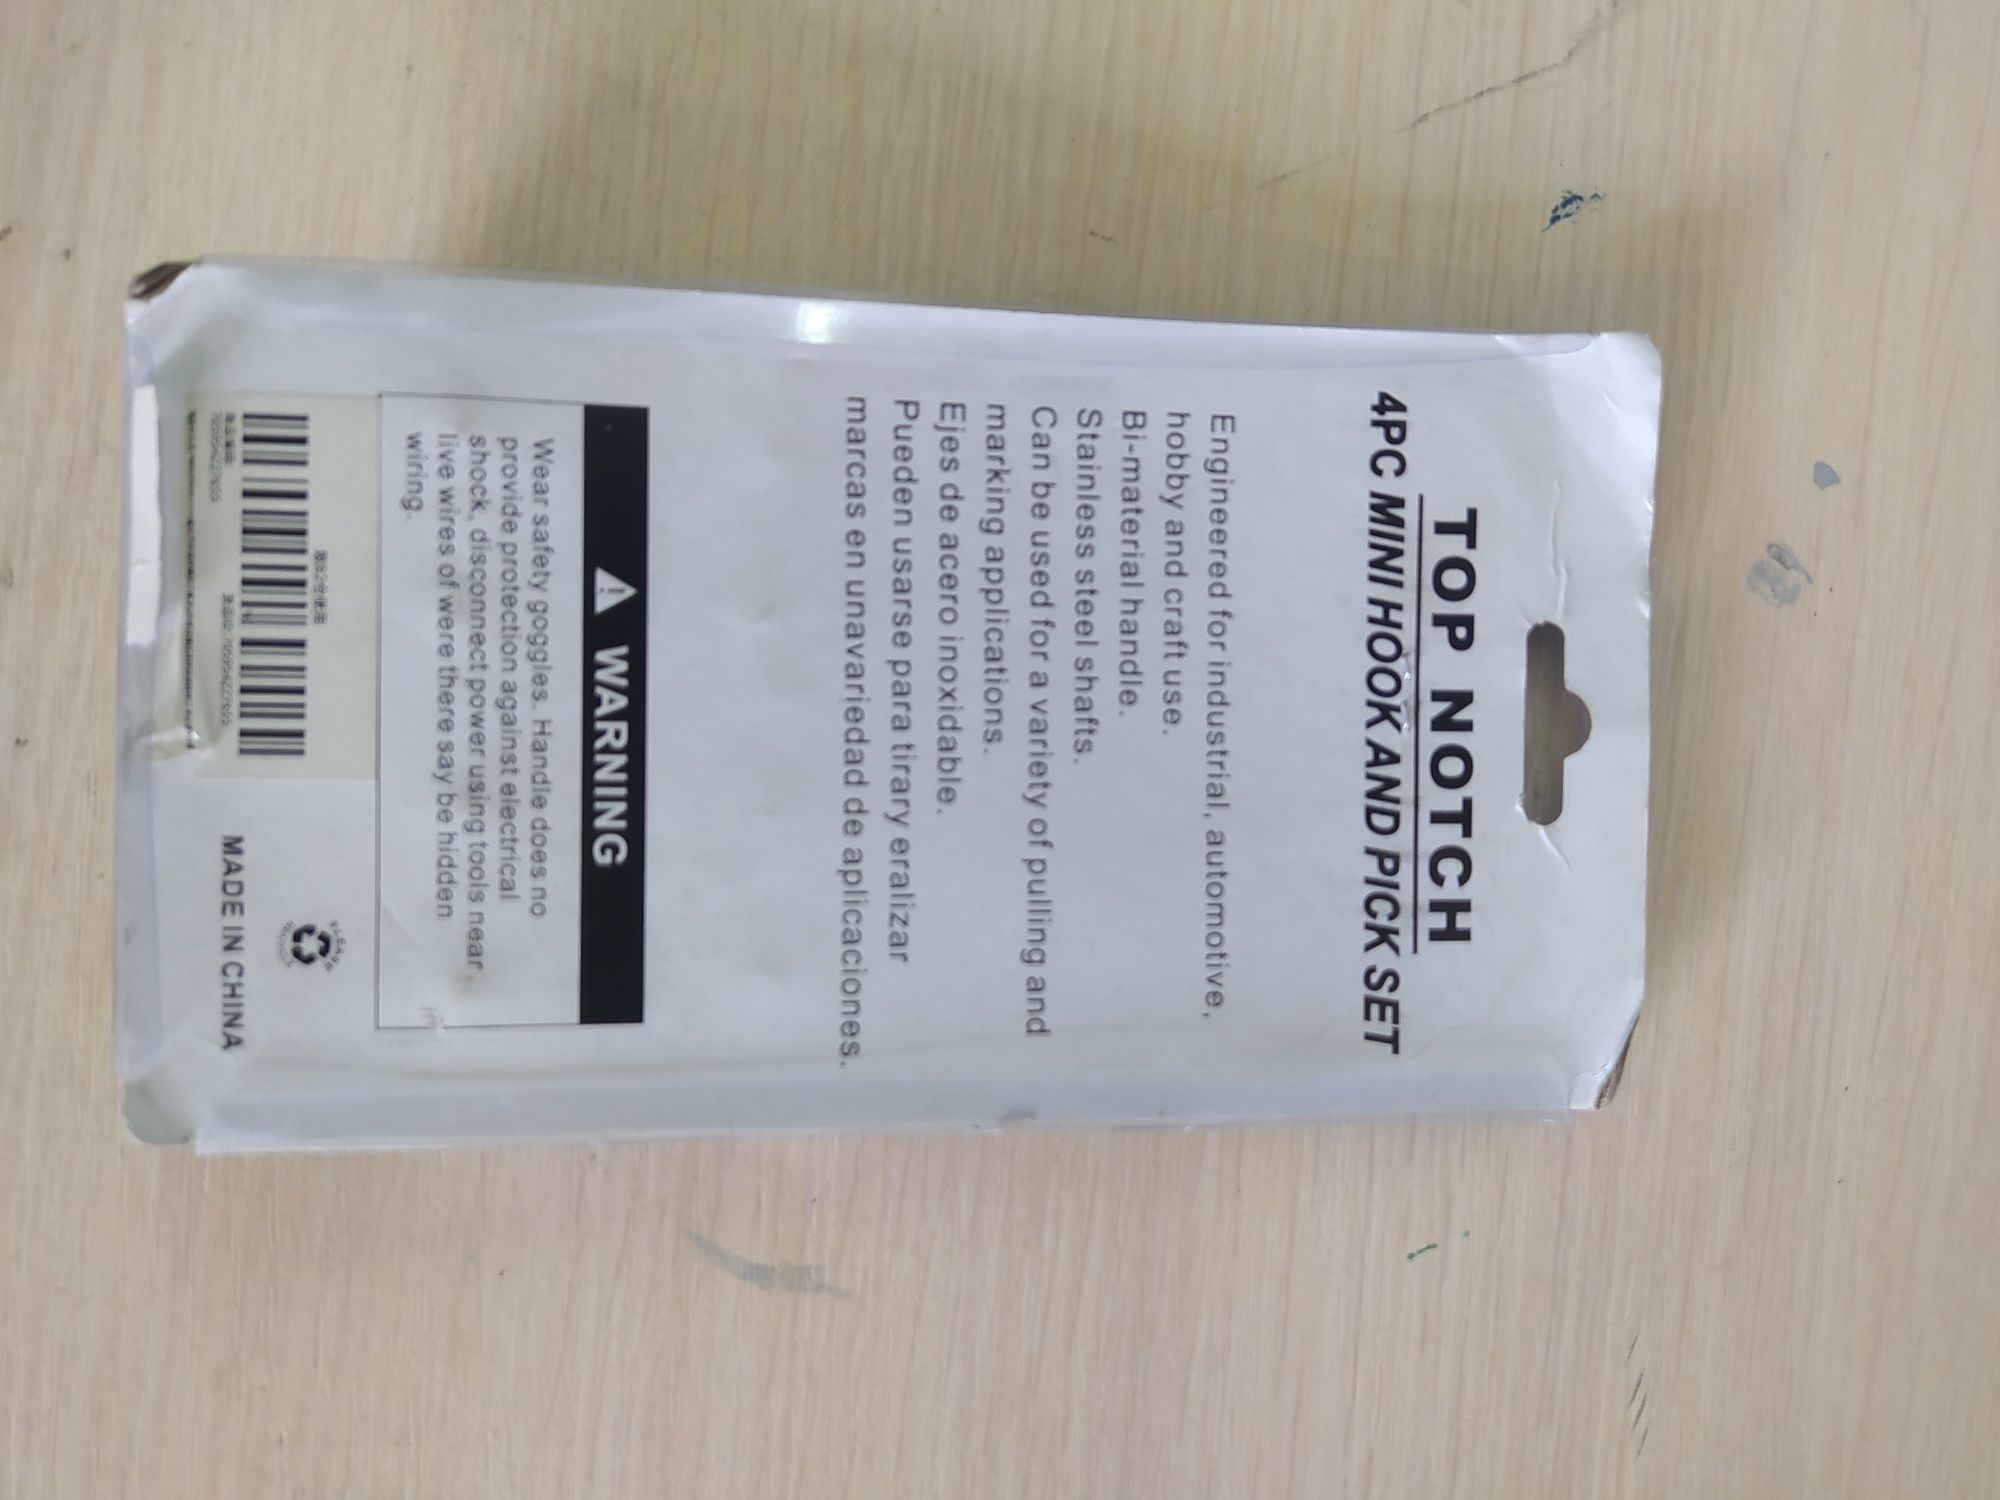 TOP NOTCH
4PC MINI HOOK AND PICK SET
Engineered for industrial, automotive,
hobby and craft use.
Bi-material handle.
Stainless steel shafts.
Can be used for a variety of pulling and
marking applications.
Ejes de acero inoxidable.
Pueden usarse para tirary eralizar
marcas en unavariedad de aplicaciones.
WARNING
Wear safety goggles. Handle does no
provide protection against electrical
shock, disconnect power using tools near
live wires of were there say be hidden
wiring.
MADE IN CHINA